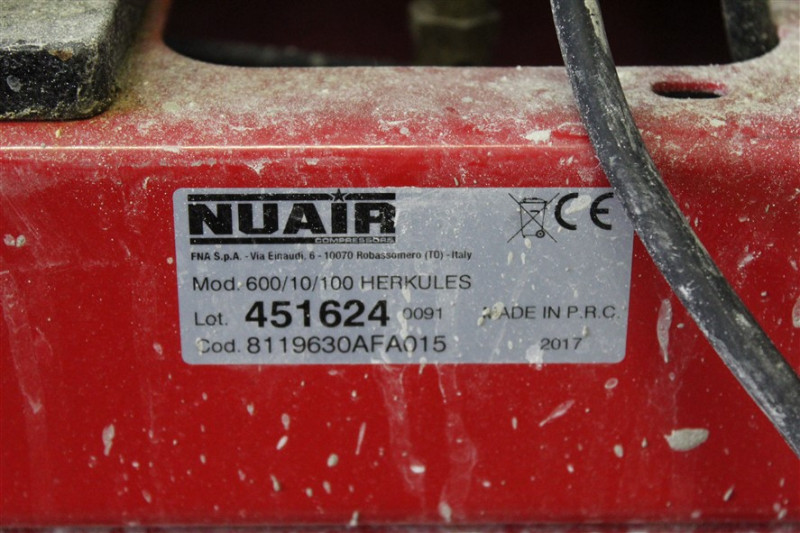 NUAIR
COMPRESSORS
CE
FNA S.p.A. - Via Einaudi, 6 - 10070 Robassomero (TO) - Italy
Mod. 600/10/100 HERKULES
Lot. 451624 0091 MADE IN P.R.C.
Cod. 8119630AFA015 2017